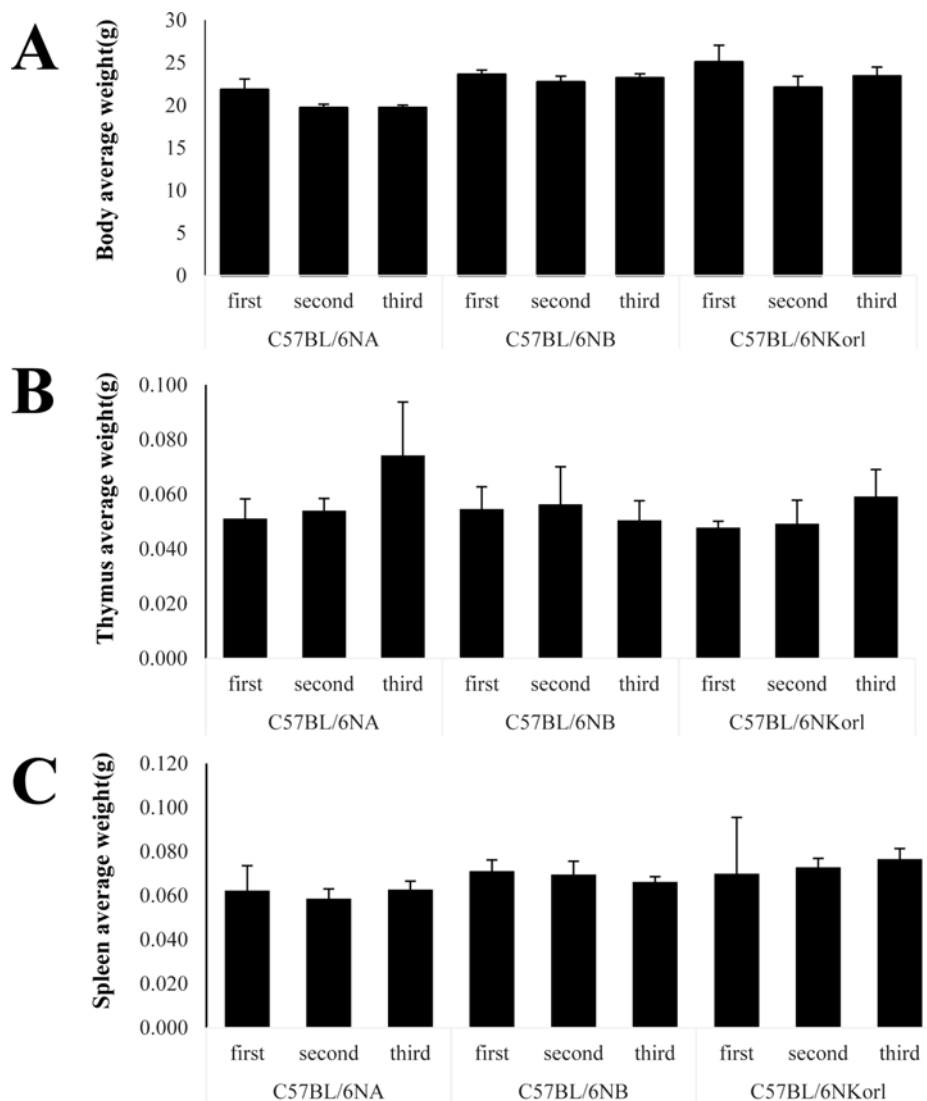 A
Body average weight(g)
30
25
20
15
10
5
0
first second third first second third first second third
C57BL/6NA C57BL/6NB C57BL/6NKorl
B
Thymus average weight(g)
0.100
0.080
0.060
0.040
0.020
0.000
first second third first second third first second third
C57BL/6NA C57BL/6NB C57BL/6NKorl
C
Spleen average weight(g)
0.120
0.100
0.080
0.060
0.040
0.020
0.000
first second third first second third first second third
C57BL/6NA C57BL/6NB C57BL/6NKorl